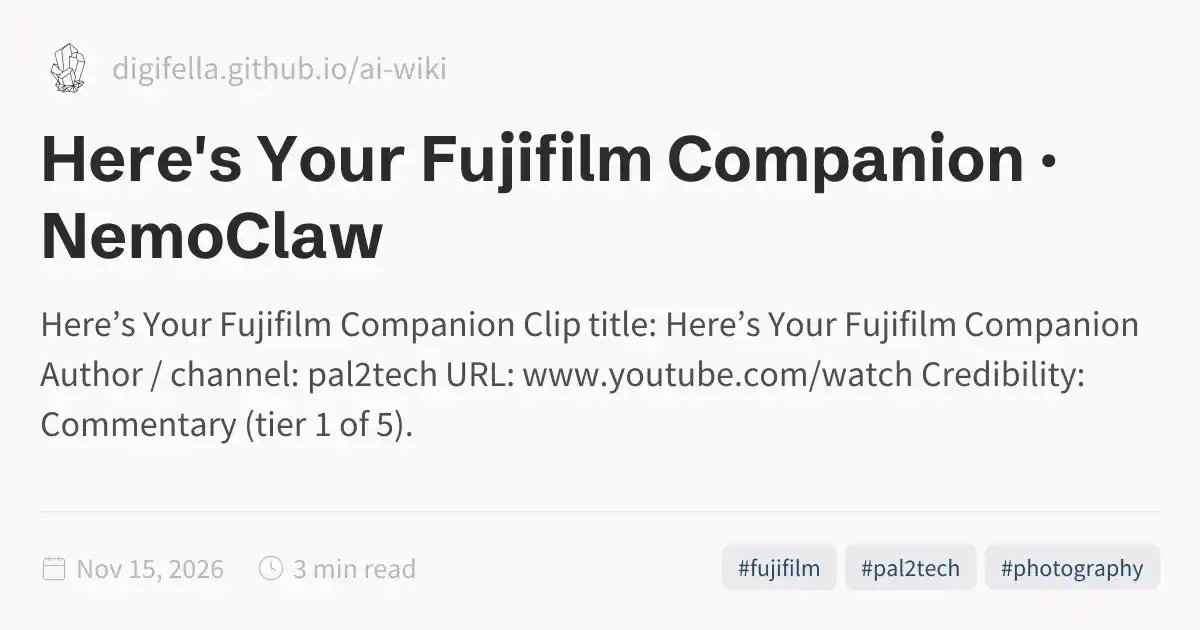 digifella.github.io/ai-wiki
Here's Your Fujifilm Companion •
NemoClaw
Here’s Your Fujifilm Companion Clip title: Here’s Your Fujifilm Companion
Author / channel: pal2tech URL: www.youtube.com/watch Credibility:
Commentary (tier 1 of 5).
Nov 15, 2026
3 min read
#fujifilm
#pal2tech
#photography